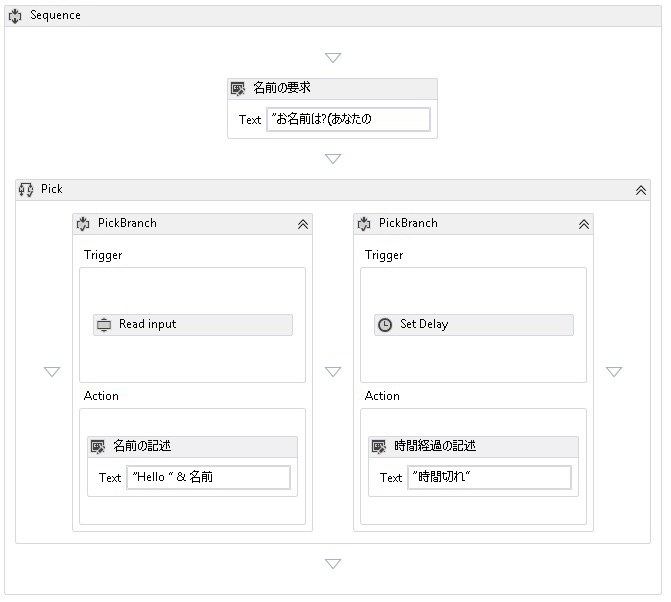 Sequence
名前の要求
Text "お名前は?(あなたの
Pick
PickBranch
Trigger
Read input
Action
名前の記述
Text "Hello " & 名前
PickBranch
Trigger
Set Delay
Action
時間経過の記述
Text "時間切れ"